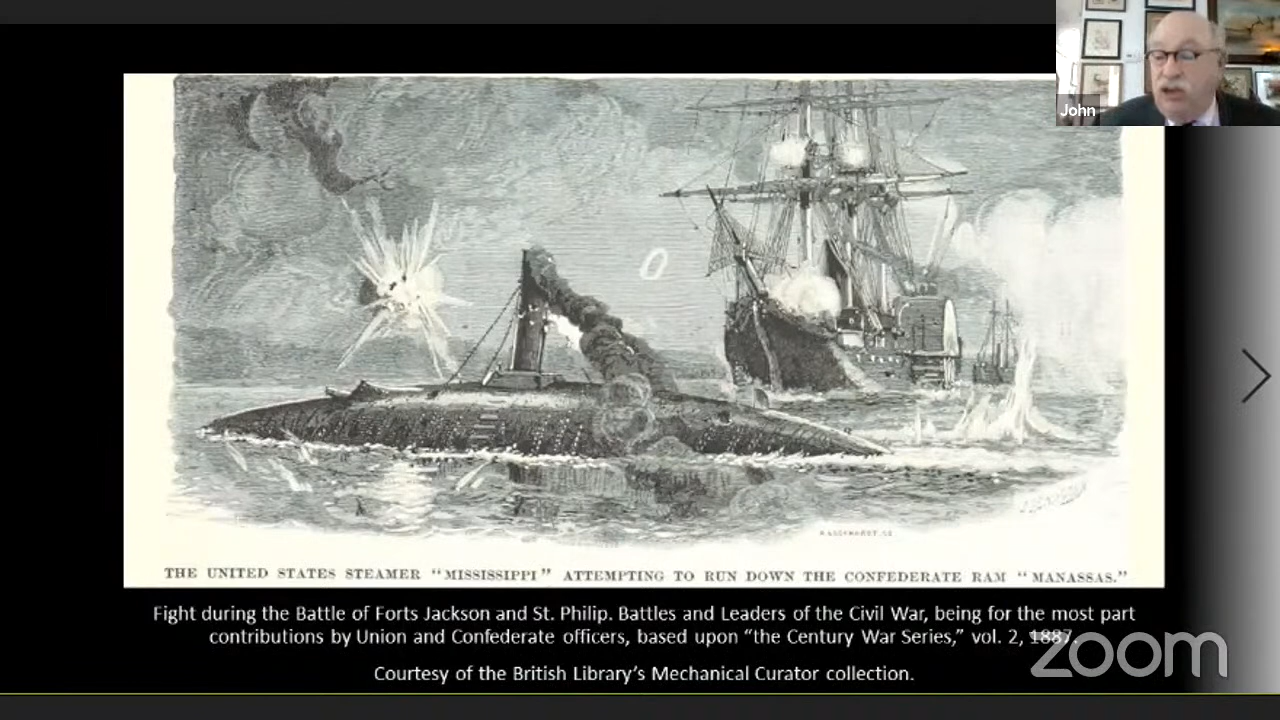 John
THE UNITED STATES STEAMER "MISSISSIPPI" ATTEMPTING TO RUN DOWN THE CONFEDERATE RAM "MANASSAS."
Fight during the Battle of Forts Jackson and St. Philip. Battles and Leaders of the Civil War, being for the most part
contributions by Union and Confederate officers, based upon "the Century War Series," vol. 2, 1887.
zoom
Courtesy of the British Library's Mechanical Curator collection.